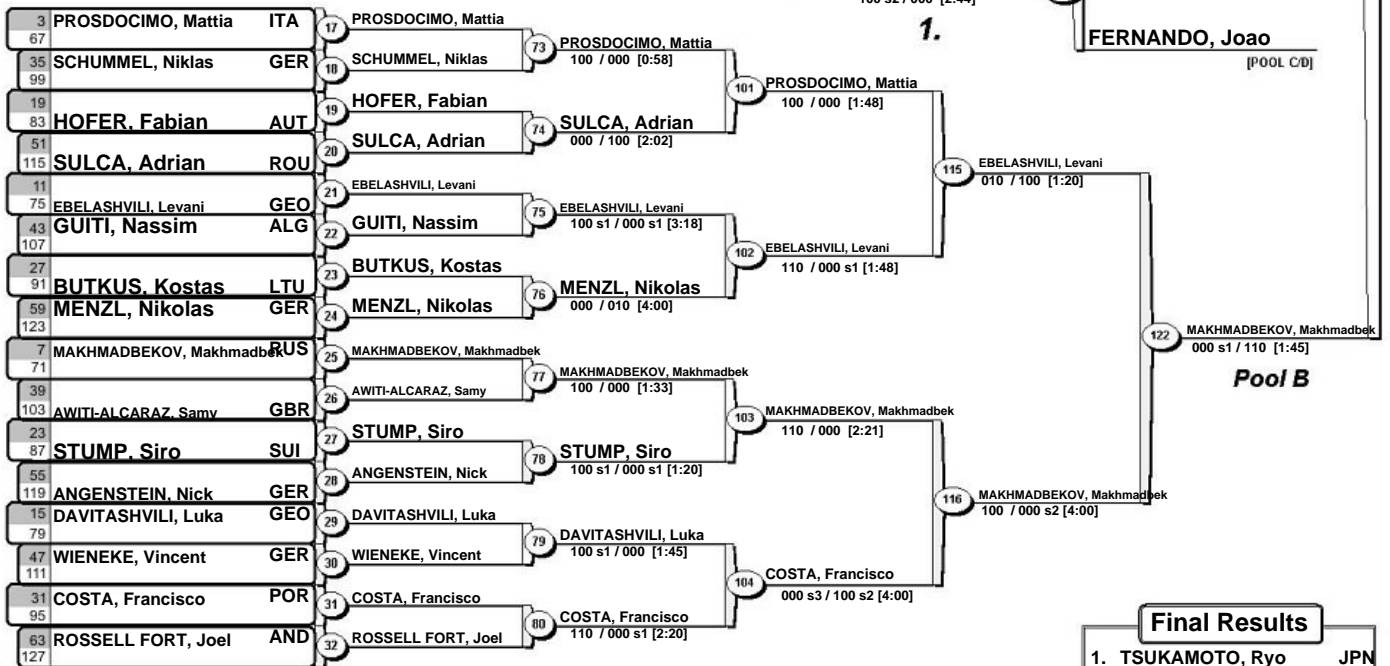 100 s2 / 000 [2:44]
1.
FERNANDO, Joao
[POOL C/D]
3 PROSDOCIMO, Mattia ITA
67
35 SCHUMMEL, Niklas GER
99
19
83 HOFER, Fabian AUT
51
115 SULCA, Adrian ROU
11
75 EBELASHVILI, Levani GEO
43 GUITI, Nassim ALG
107
27
91 BUTKUS, Kostas LTU
59 MENZL, Nikolas GER
123
7 MAKHMADBEKOV, Makhmadbek RUS
71
39
103 AWITI-ALCARAZ, Samy GBR
23
87 STUMP, Siro SUI
55
119 ANGENSTEIN, Nick GER
15 DAVITASHVILI, Luka GEO
79
47 WIENEKE, Vincent GER
111
31 COSTA, Francisco POR
95
63 ROSSELL FORT, Joel AND
127
17 PROSDOCIMO, Mattia
18 SCHUMMEL, Niklas
19 HOFER, Fabian
20 SULCA, Adrian
21 EBELASHVILI, Levani
22 GUITI, Nassim
23 BUTKUS, Kostas
24 MENZL, Nikolas
25 MAKHMADBEKOV, Makhmadbek
26 AWITI-ALCARAZ, Samy
27 STUMP, Siro
28 ANGENSTEIN, Nick
29 DAVITASHVILI, Luka
30 WIENEKE, Vincent
31 COSTA, Francisco
32 ROSSELL FORT, Joel
73 PROSDOCIMO, Mattia
100 / 000 [0:58]
74 SULCA, Adrian
000 / 100 [2:02]
75 EBELASHVILI, Levani
100 s1 / 000 s1 [3:18]
76 MENZL, Nikolas
000 / 010 [4:00]
77 MAKHMADBEKOV, Makhmadbek
100 / 000 [1:33]
78 STUMP, Siro
100 s1 / 000 s1 [1:20]
79 DAVITASHVILI, Luka
100 s1 / 000 [1:45]
80 COSTA, Francisco
110 / 000 s1 [2:20]
101 PROSDOCIMO, Mattia
100 / 000 [1:48]
102 EBELASHVILI, Levani
110 / 000 s1 [1:48]
103 MAKHMADBEKOV, Makhmadbek
110 / 000 [2:21]
104 COSTA, Francisco
000 s3 / 100 s2 [4:00]
115 EBELASHVILI, Levani
010 / 100 [1:20]
116 MAKHMADBEKOV, Makhmadbek
100 / 000 s2 [4:00]
122 MAKHMADBEKOV, Makhmadbek
000 s1 / 110 [1:45]
Pool B
Final Results
1. TSUKAMOTO, Ryo JPN